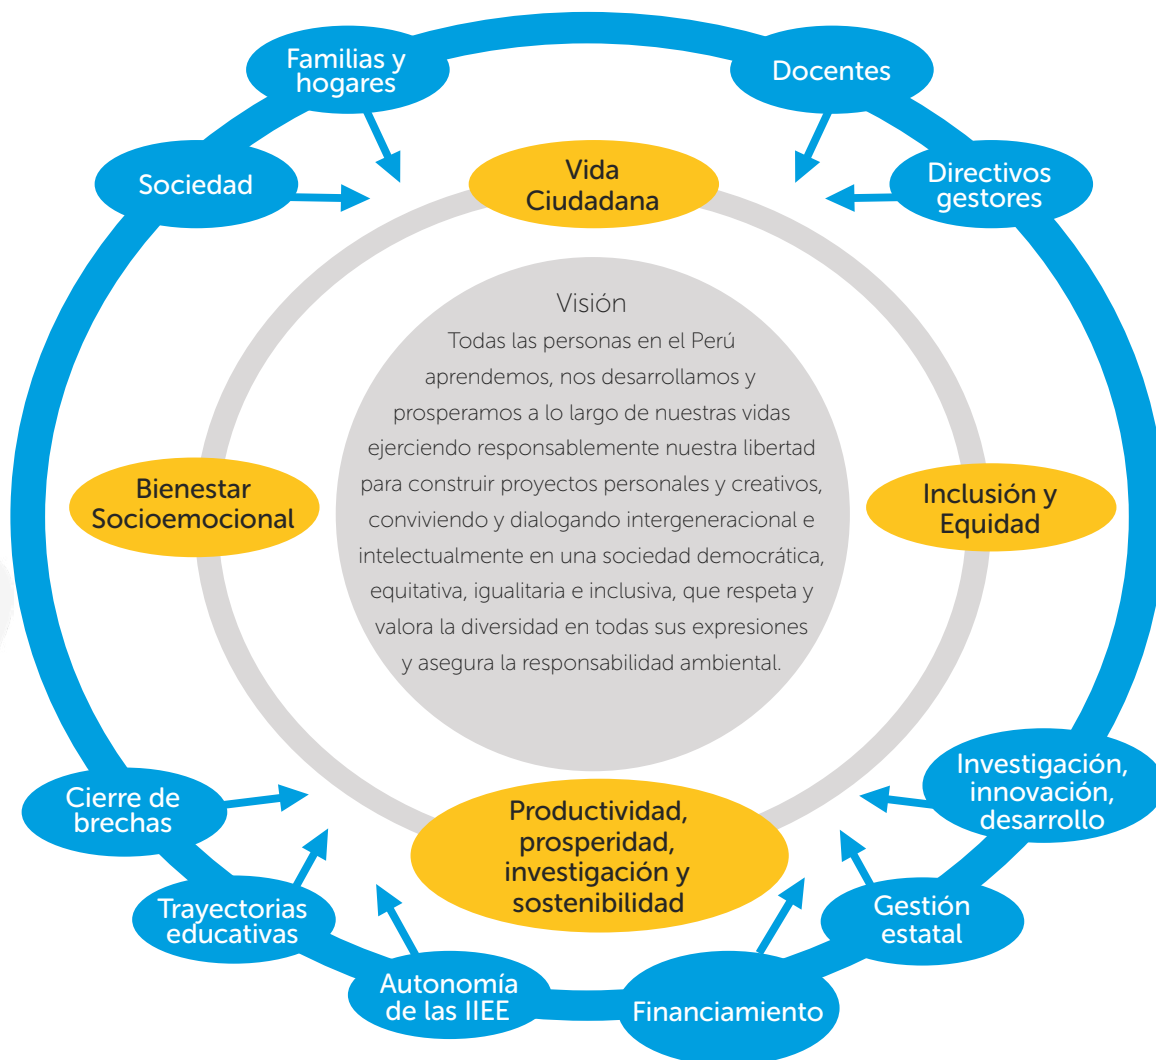 Familias y
hogares
Docentes
Sociedad
Vida
Ciudadana
Directivos
gestores
Visión
Todas las personas en el Perú
aprendemos, nos desarrollamos y
prosperamos a lo largo de nuestras vidas
ejerciendo responsablemente nuestra libertad
para construir proyectos personales y creativos,
conviviendo y dialogando intergeneracional e
intelectualmente en una sociedad democrática,
equitativa, igualitaria e inclusiva, que respeta y
valora la diversidad en todas sus expresiones
y asegura la responsabilidad ambiental.
Bienestar
Socioemocional
Inclusión y
Equidad
Cierre de
brechas
Productividad,
prosperidad,
investigación y
sostenibilidad
Investigación,
innovación,
desarrollo
Trayectorias
educativas
Gestión
estatal
Autonomía
de las IIEE
Financiamiento